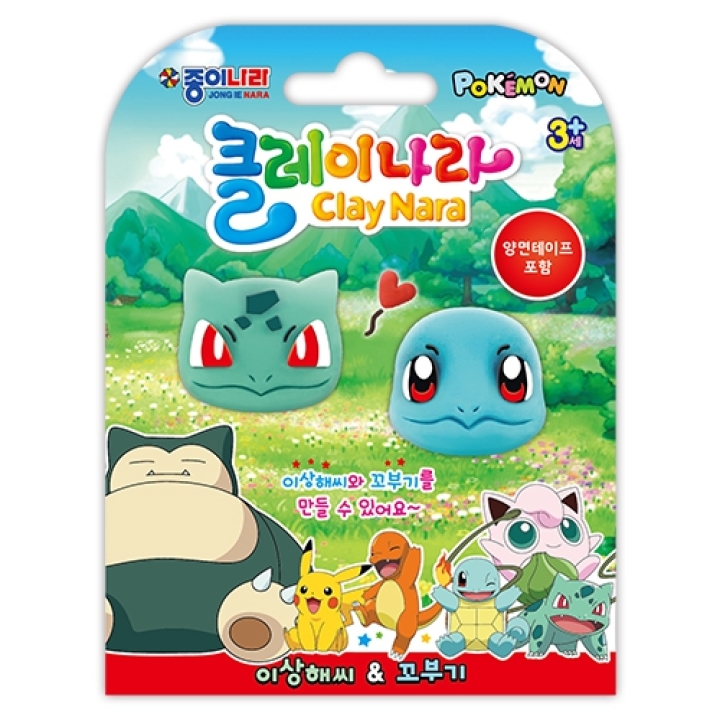 종이나라
JONG IE NARA
POKéMON
3+
세
클레이나라
Clay Nara
양면테이프
포함
이상해씨와 꼬부기를
만들 수 있어요~
이상해씨 & 꼬부기